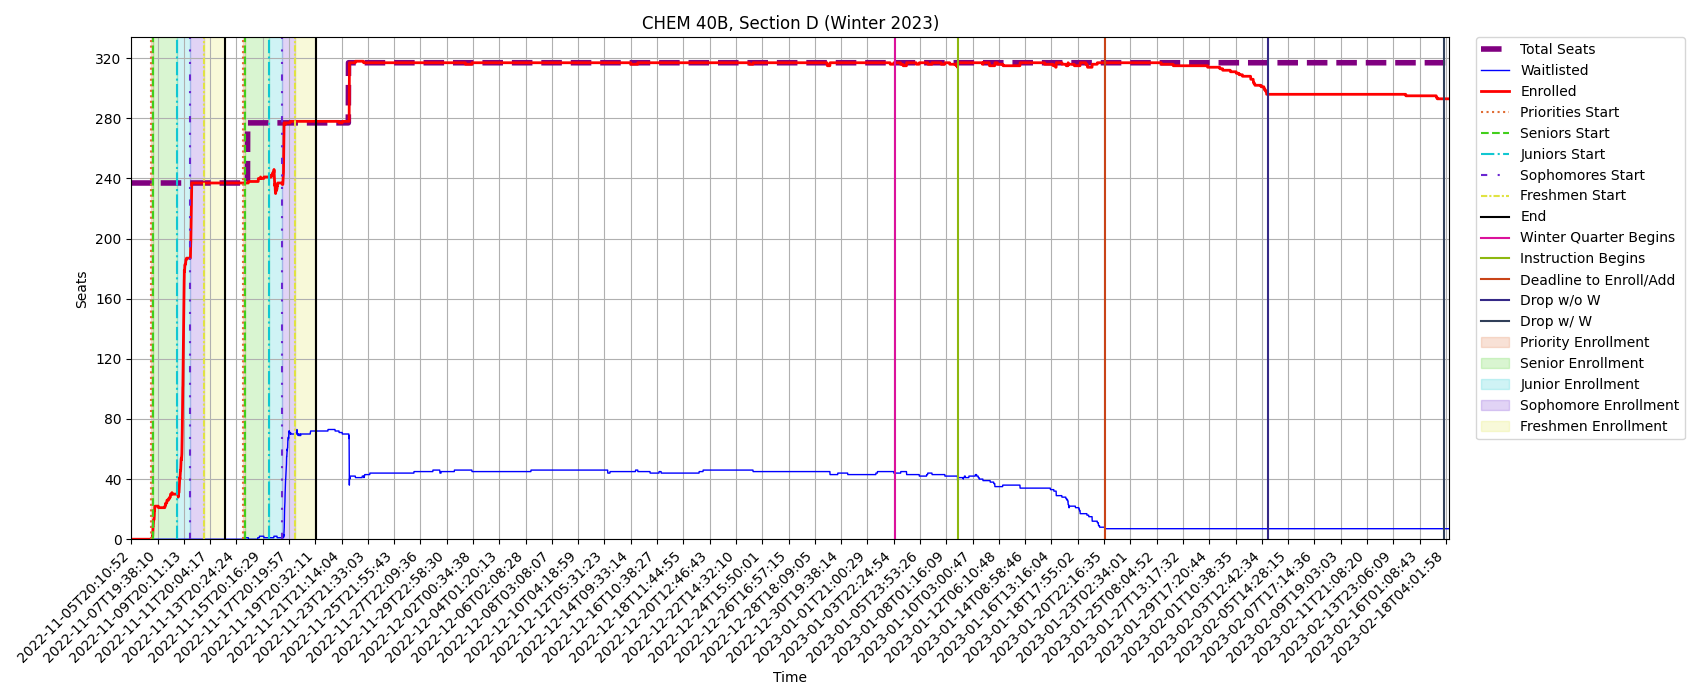 CHEM 40B, Section D (Winter 2023)
320
280
240
200
160
120
80
40
0
Seats
2022-11-05T20:10:52
2022-11-07T19:38:10
2022-11-09T20:11:13
2022-11-11T20:04:17
2022-11-13T20:24:24
2022-11-15T20:16:29
2022-11-17T20:19:57
2022-11-19T20:32:11
2022-11-21T21:14:04
2022-11-23T21:33:03
2022-11-25T21:55:43
2022-11-27T22:09:36
2022-11-29T22:58:30
2022-12-02T00:34:38
2022-12-04T01:20:13
2022-12-06T02:08:28
2022-12-08T03:08:07
2022-12-10T04:18:59
2022-12-12T05:31:23
2022-12-14T09:33:14
2022-12-16T10:38:27
2022-12-18T11:44:55
2022-12-20T12:46:43
2022-12-22T14:32:10
2022-12-24T15:50:01
2022-12-26T16:57:15
2022-12-28T18:09:05
2022-12-30T19:38:14
2023-01-01T21:00:29
2023-01-03T22:24:54
2023-01-05T23:53:26
2023-01-08T01:16:09
2023-01-10T03:00:47
2023-01-12T06:10:48
2023-01-14T09:58:46
2023-01-16T13:16:04
2023-01-18T17:55:02
2023-01-20T22:16:35
2023-01-23T02:34:01
2023-01-25T08:04:52
2023-01-27T13:17:32
2023-01-29T17:20:44
2023-02-01T10:38:35
2023-02-03T12:42:34
2023-02-05T14:28:15
2023-02-07T17:14:36
2023-02-09T19:03:03
2023-02-11T21:08:20
2023-02-13T23:06:09
2023-02-16T01:08:43
2023-02-18T04:01:58
Time
Total Seats
Waitlisted
Enrolled
Priorities Start
Seniors Start
Juniors Start
Sophomores Start
Freshmen Start
End
Winter Quarter Begins
Instruction Begins
Deadline to Enroll/Add
Drop w/o W
Drop w/ W
Priority Enrollment
Senior Enrollment
Junior Enrollment
Sophomore Enrollment
Freshmen Enrollment